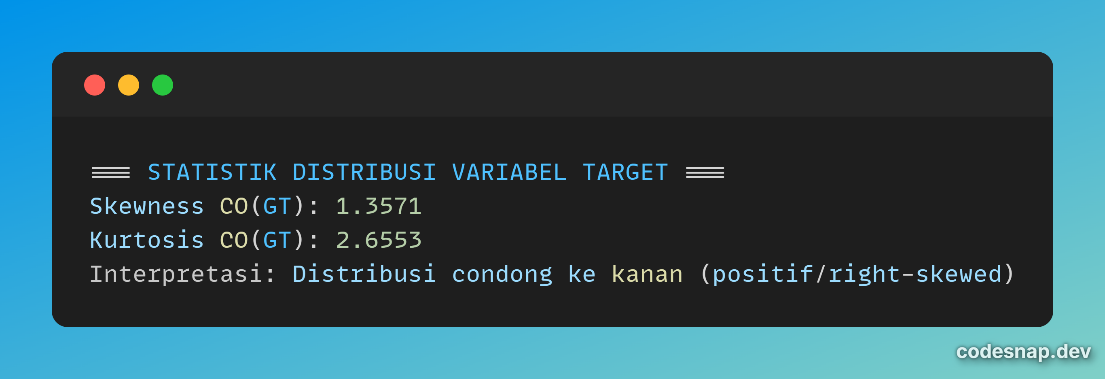 === STATISTIK DISTRIBUSI VARIABEL TARGET ===
Skewness CO(GT): 1.3571
Kurtosis CO(GT): 2.6553
Interpretasi: Distribusi condong ke kanan (positif/right-skewed)
codesnap.dev